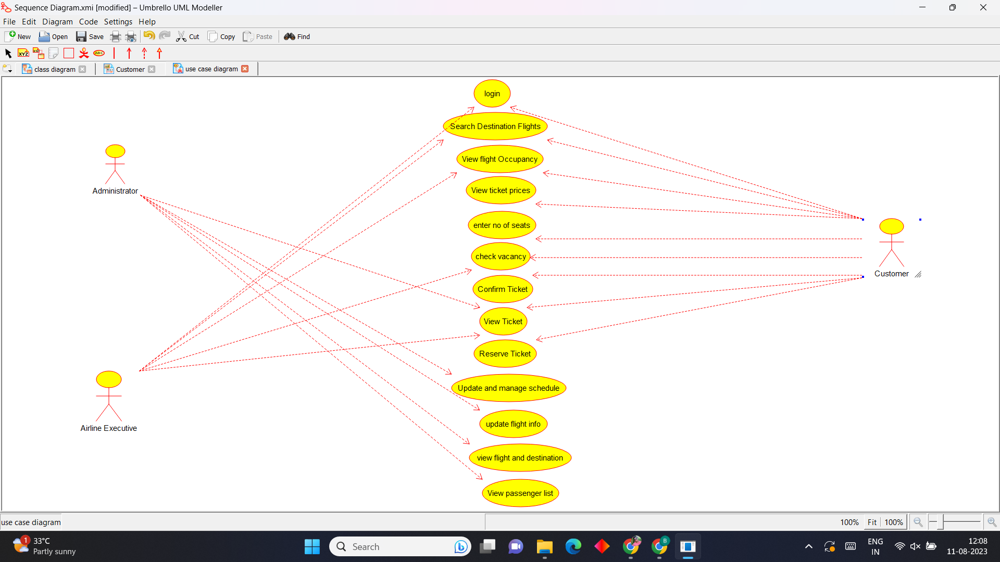 Sequence Diagram.xmi [modified] – Umbrello UML Modeller
File Edit Diagram Code Settings Help
New Open Save Cut Copy Paste Find
XYZ XYZ ABC
class diagram Customer use case diagram
login
Search Destination Flights
View flight Occupancy
Administrator
View ticket prices
enter no of seats
check vacancy
Customer
Confirm Ticket
View Ticket
Reserve Ticket
Update and manage schedule
Airline Executive
update flight info
view flight and destination
View passenger list
use case diagram 100% Fit 100%
1 33°C
Partly sunny
Search
B
ENG
IN
12:08
11-08-2023